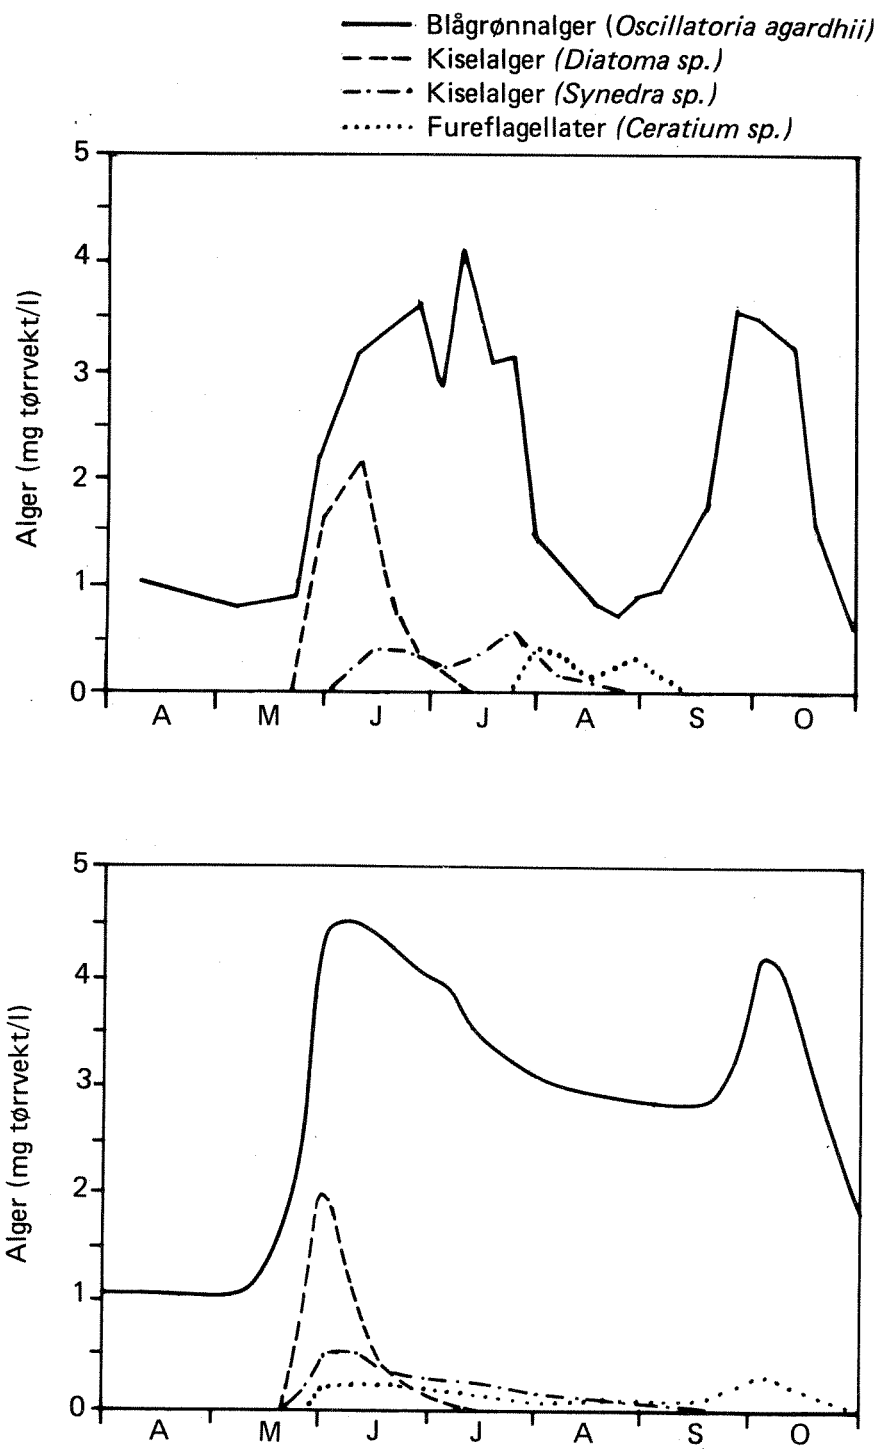 Blågrønnalger (Oscillatoria agardhii)
Kiselalger (Diatoma sp.)
Kiselalger (Synedra sp.)
Fureflagellater (Ceratium sp.)
5
4
3
2
1
0
Alger (mg tørrvekt/l)
A M J J A S O
5
4
3
2
1
0
Alger (mg tørrvekt/l)
A M J J A S O